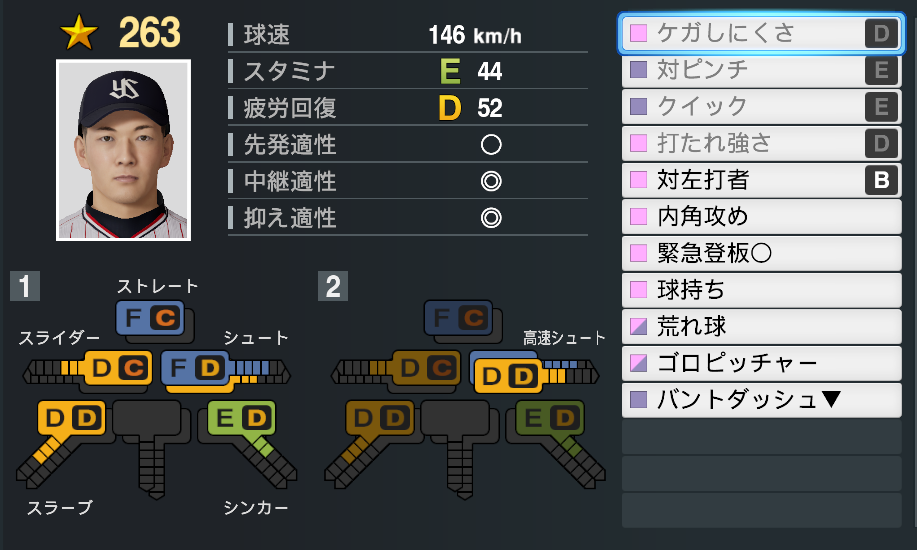 ★ 263
YS
球速 146 km/h
スタミナ E 44
疲労回復 D 52
先発適性 ○
中継適性 ◎
抑え適性 ◎
ケガしにくさ D
対ピンチ E
クイック E
打たれ強さ D
対左打者 B
内角攻め
緊急登板○
球持ち
荒れ球
ゴロピッチャー
バントダッシュ▼
1
ストレート
F C
スライダー
D C
シュート
F D
D D
スラーブ
E D
シンカー
2
F C
D C
高速シュート
D D
D D
E D